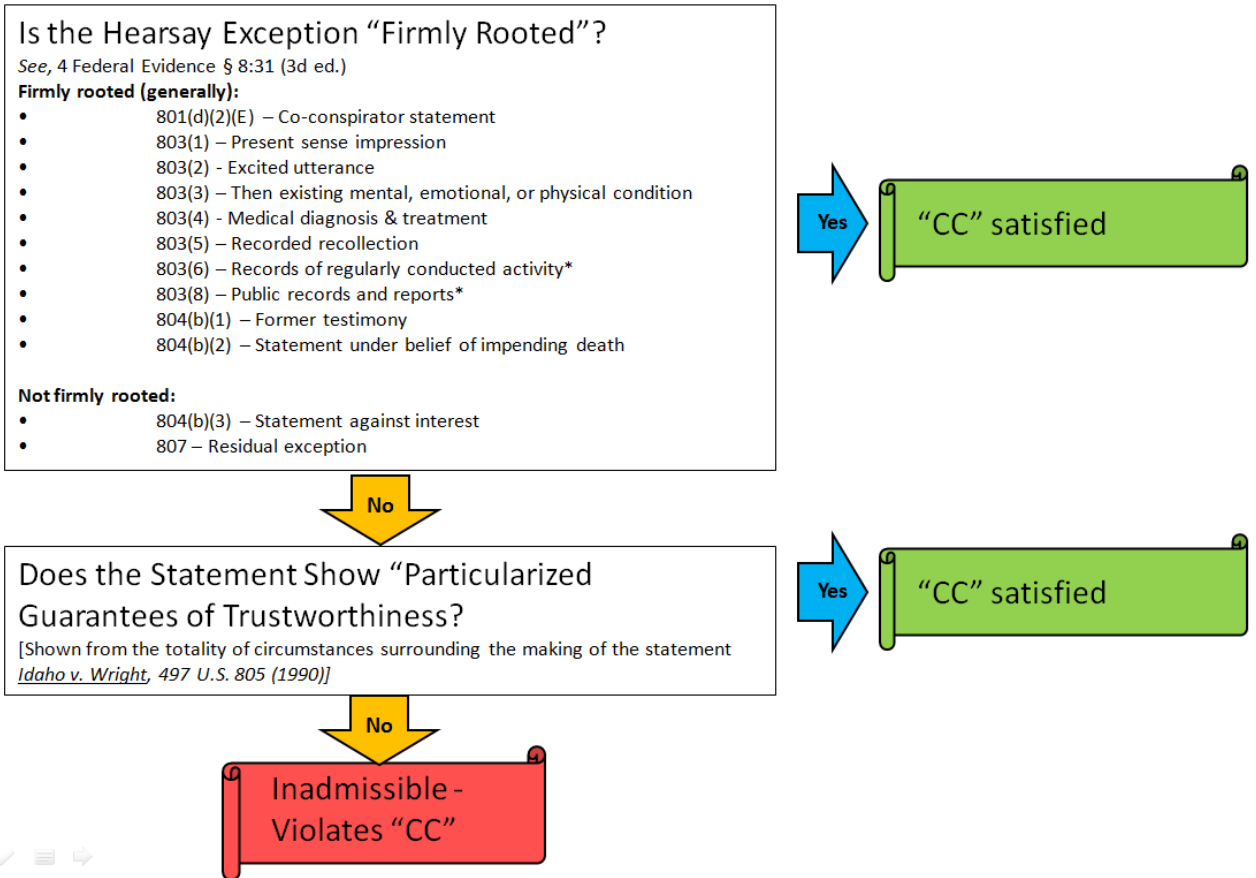 Is the Hearsay Exception “Firmly Rooted”?
See, 4 Federal Evidence § 8:31 (3d ed.)
Firmly rooted (generally):
• 801(d)(2)(E) – Co-conspirator statement
• 803(1) – Present sense impression
• 803(2) - Excited utterance
• 803(3) – Then existing mental, emotional, or physical condition
• 803(4) - Medical diagnosis & treatment
• 803(5) – Recorded recollection
• 803(6) – Records of regularly conducted activity*
• 803(8) – Public records and reports*
• 804(b)(1) – Former testimony
• 804(b)(2) – Statement under belief of impending death
Not firmly rooted:
• 804(b)(3) – Statement against interest
• 807 – Residual exception
Yes
“CC” satisfied
No
Does the Statement Show “Particularized
Guarantees of Trustworthiness?
[Shown from the totality of circumstances surrounding the making of the statement
Idaho v. Wright, 497 U.S. 805 (1990)]
Yes
“CC” satisfied
No
Inadmissible -
Violates “CC”